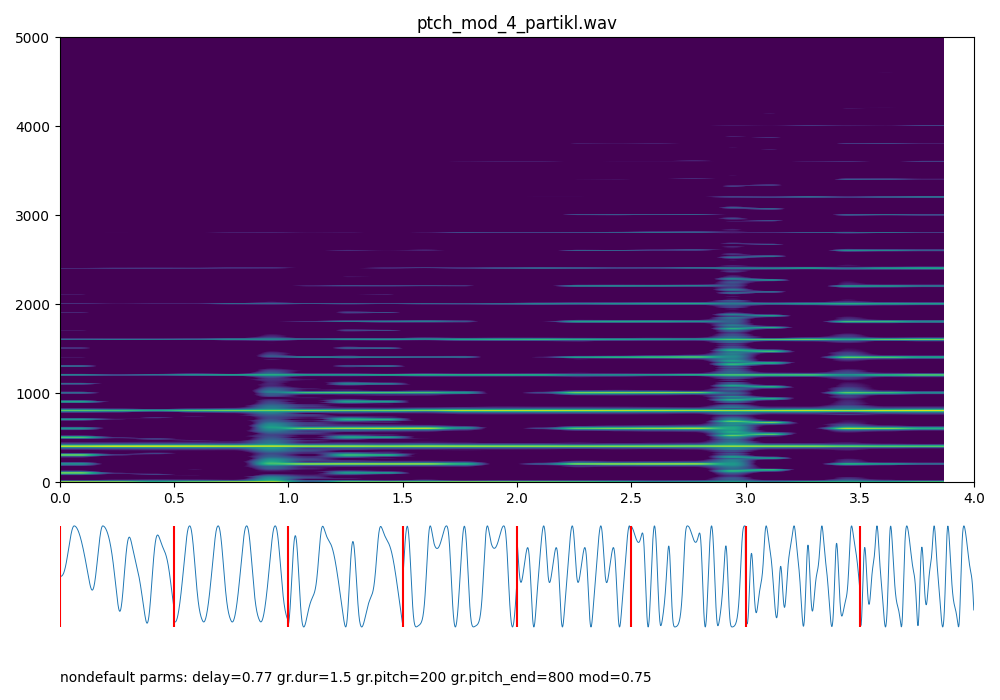 ptch_mod_4_partikl.wav
5000
4000
3000
2000
1000
0
0.0 0.5 1.0 1.5 2.0 2.5 3.0 3.5 4.0
nondefault parms: delay=0.77 gr.dur=1.5 gr.pitch=200 gr.pitch_end=800 mod=0.75